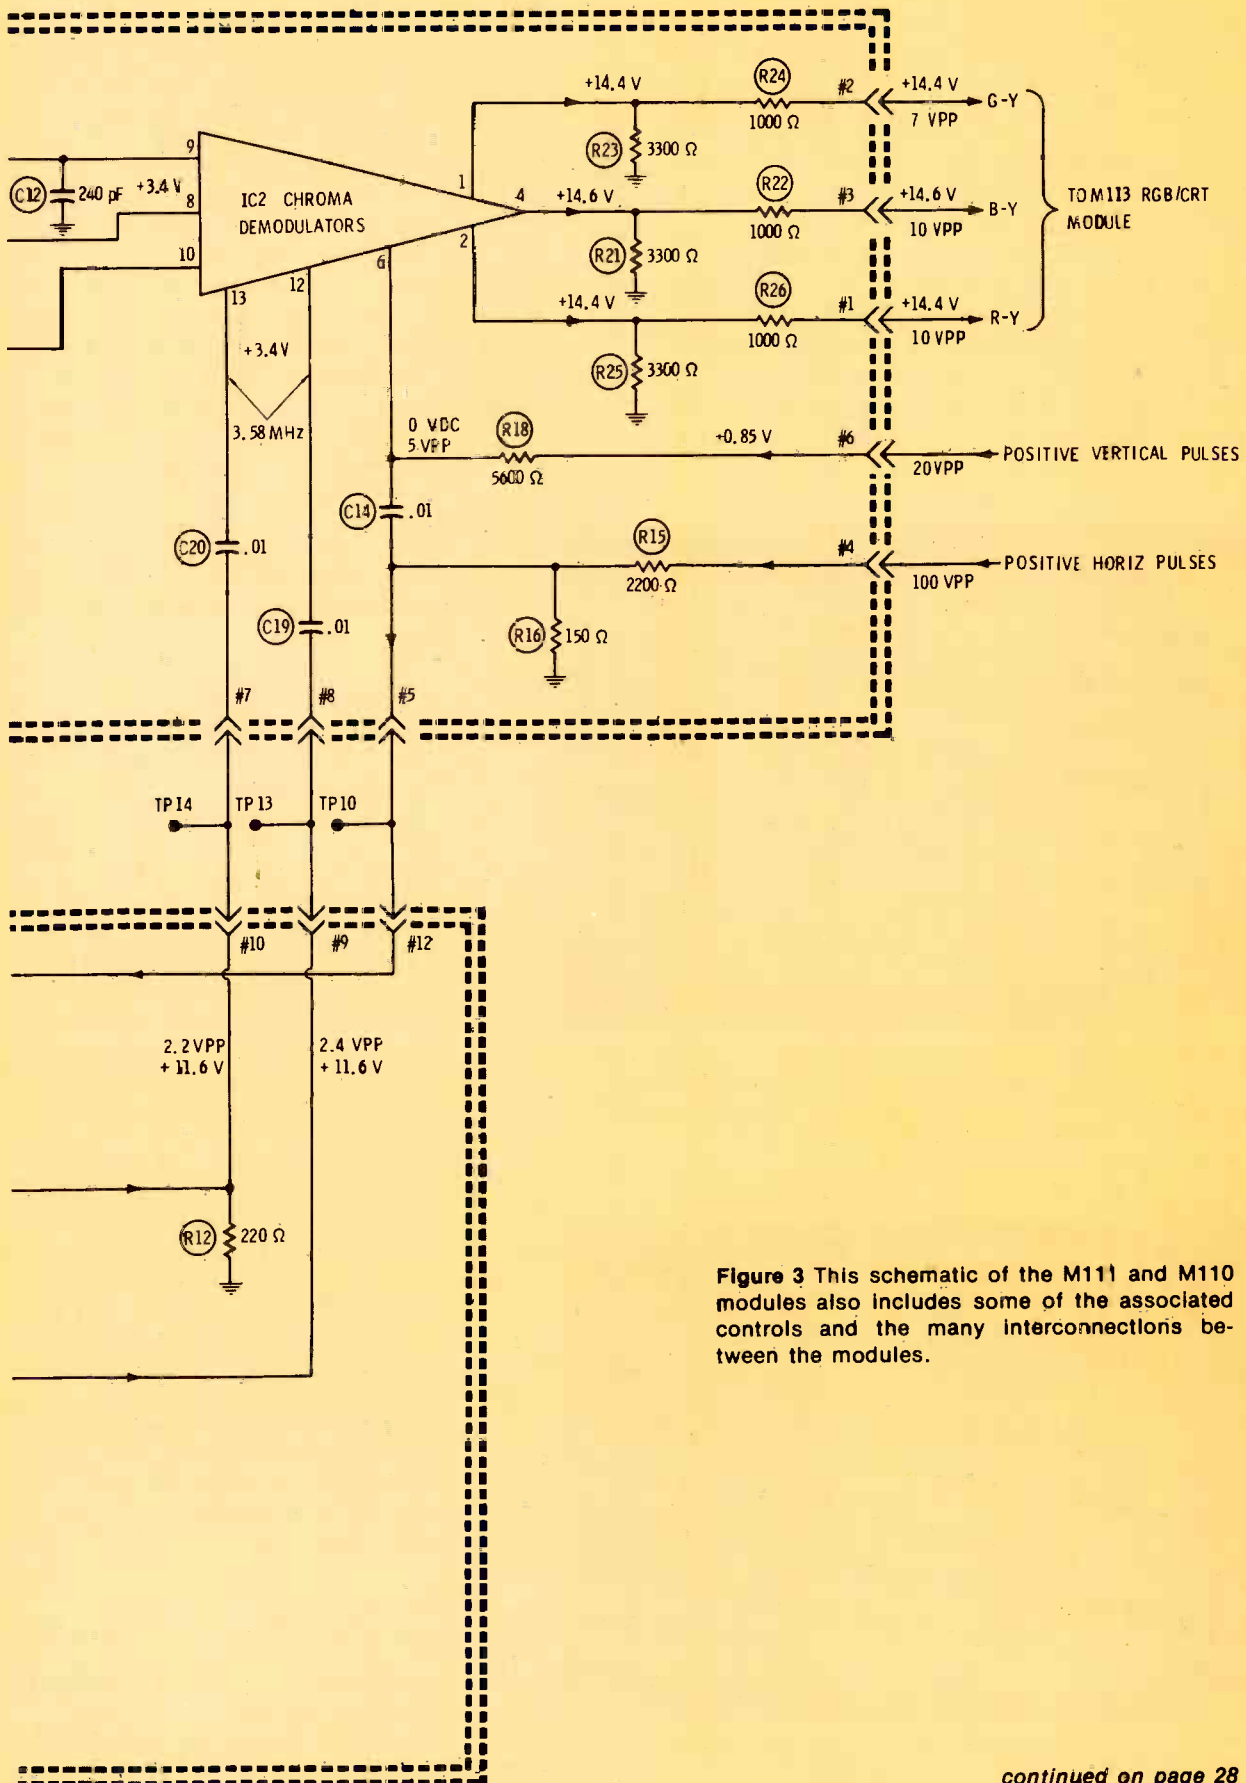 +14.4 V
R24
#2
+14.4 V
G-Y
1000 Ω
7 VPP
R23
3300 Ω
9
C12
240 pF
+3.4 V
8
IC2 CHROMA
DEMODULATORS
1
4
+14.6 V
R22
#3
+14.6 V
B-Y
TO M113 RGB/CRT
MODULE
1000 Ω
10 VPP
10
2
R21
3300 Ω
6
12
13
+14.4 V
R26
#1
+14.4 V
R-Y
1000 Ω
10 VPP
+3.4 V
R25
3300 Ω
3.58 MHz
0 VDC
5 VPP
R18
5600 Ω
+0.85 V
#6
20 VPP
POSITIVE VERTICAL PULSES
C14
.01
C20
.01
R15
2200 Ω
#4
100 VPP
POSITIVE HORIZ PULSES
C19
.01
R16
150 Ω
#7
#8
#5
TP14
TP13
TP10
#10
#9
#12
2.2 VPP
+ 11.6 V
2.4 VPP
+ 11.6 V
R12
220 Ω
Figure 3 This schematic of the M111 and M110
modules also includes some of the associated
controls and the many interconnections be-
tween the modules.
continued on page 28